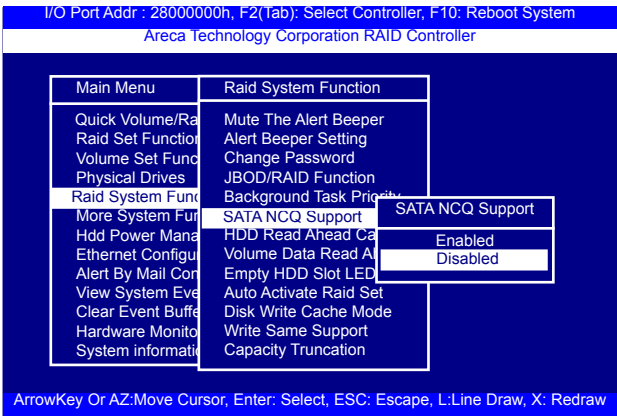 I/O Port Addr : 28000000h, F2(Tab): Select Controller, F10: Reboot System
Areca Technology Corporation RAID Controller
Main Menu
Quick Volume/Ra
Raid Set Function
Volume Set Func
Physical Drives
Raid System Func
More System Fun
Hdd Power Mana
Ethernet Configu
Alert By Mail Con
View System Eve
Clear Event Buffe
Hardware Monito
System informatio
Raid System Function
Mute The Alert Beeper
Alert Beeper Setting
Change Password
JBOD/RAID Function
Background Task Priority
SATA NCQ Support
HDD Read Ahead Ca
Volume Data Read A
Empty HDD Slot LED
Auto Activate Raid Set
Disk Write Cache Mode
Write Same Support
Capacity Truncation
SATA NCQ Support
Enabled
Disabled
ArrowKey Or AZ:Move Cursor, Enter: Select, ESC: Escape, L:Line Draw, X: Redraw